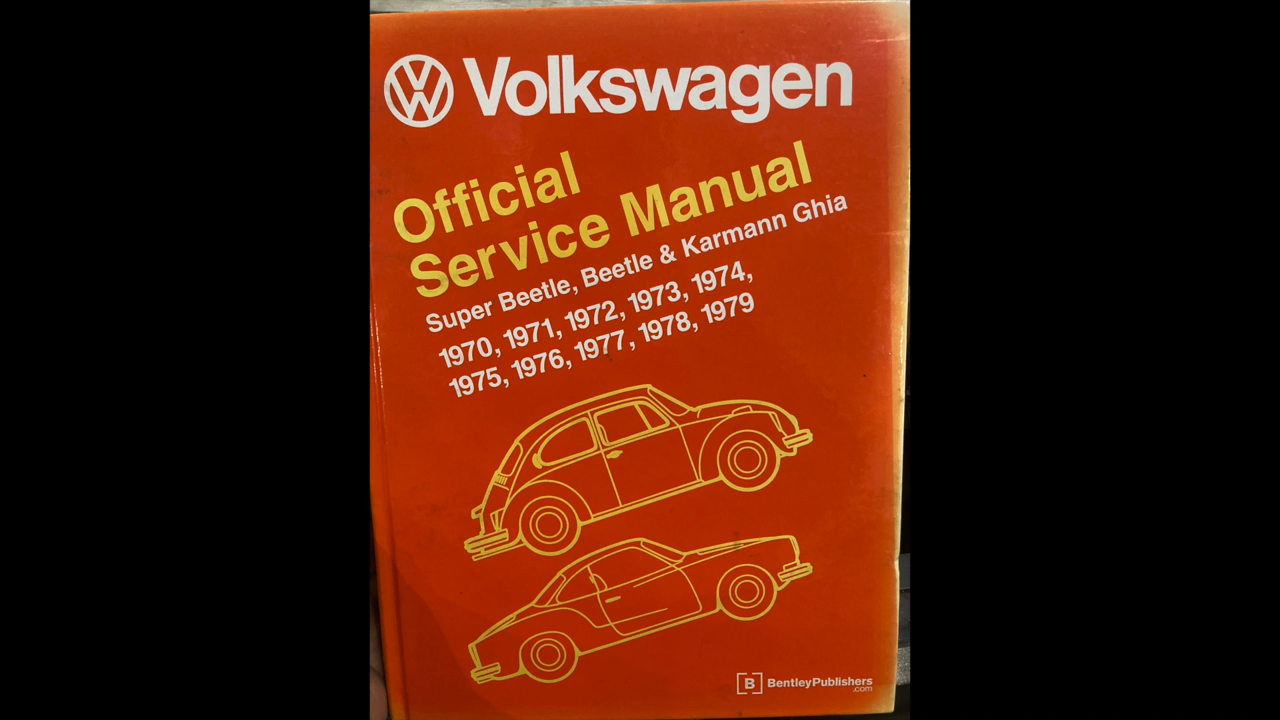 Volkswagen
Official
Service Manual
Super Beetle, Beetle & Karmann Ghia
1970, 1971, 1972, 1973, 1974,
1975, 1976, 1977, 1978, 1979
B BentleyPublishers
.com